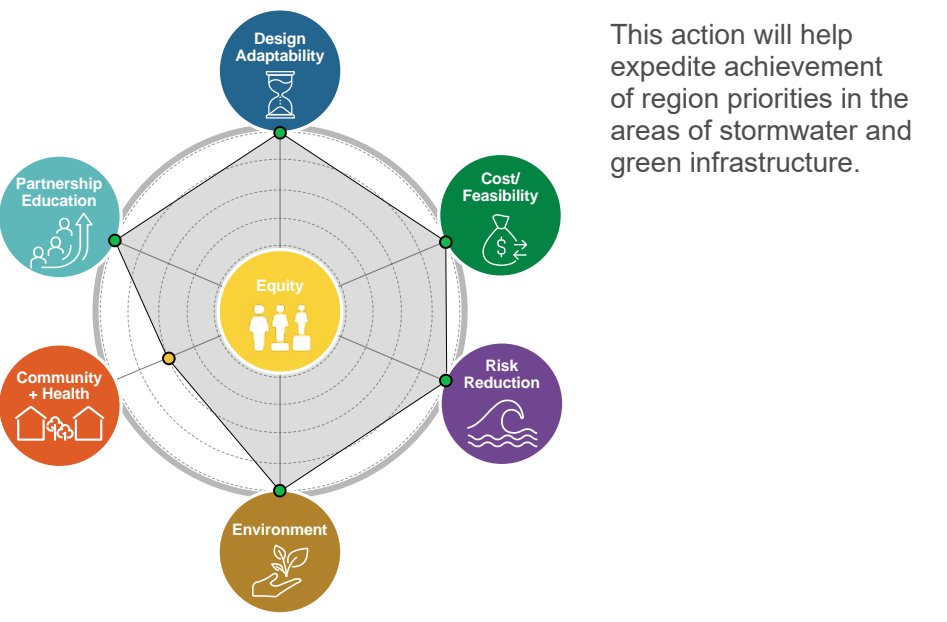 Design
Adaptability
Partnership
Education
Cost/
Feasibility
$
Equity
Community
+ Health
Risk
Reduction
Environment
This action will help
expedite achievement
of region priorities in the
areas of stormwater and
green infrastructure.